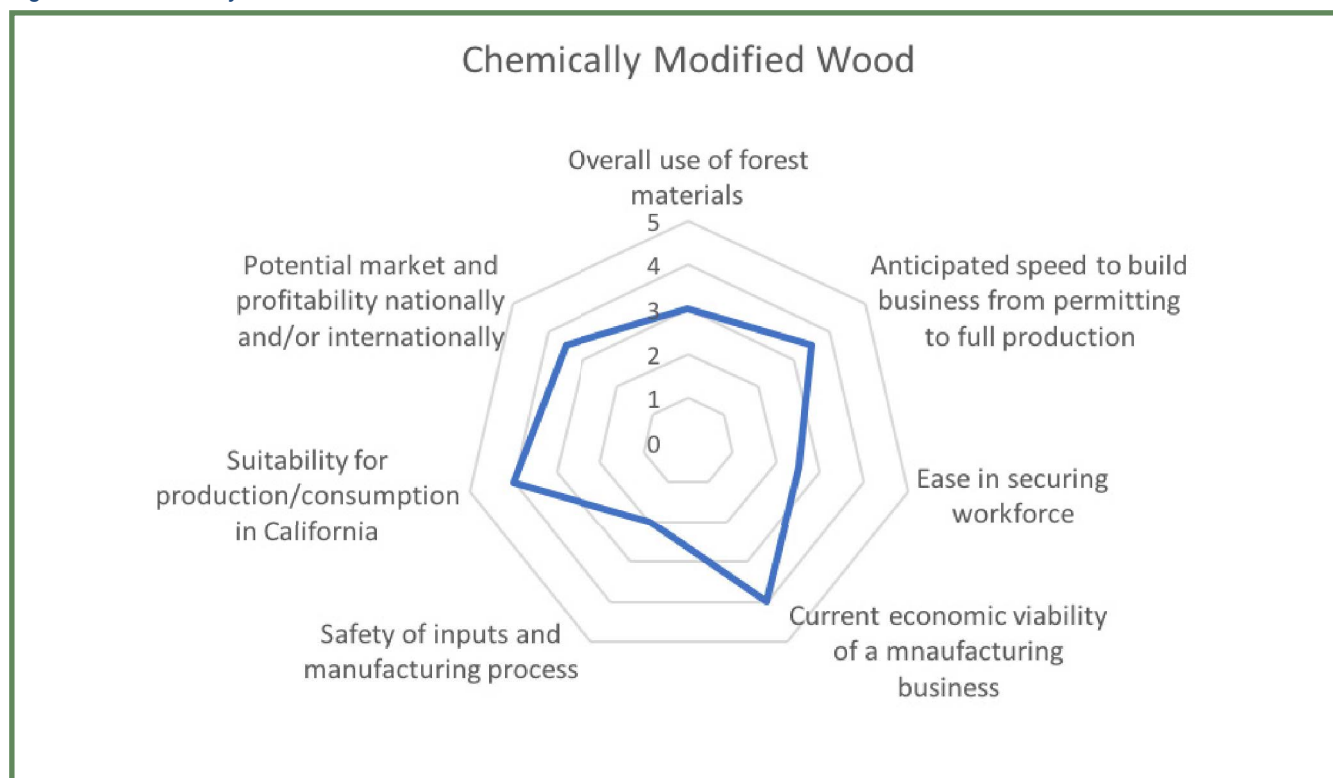 Chemically Modified Wood
Overall use of forest
materials
5
4
3
2
1
0
Anticipated speed to build
business from permitting
to full production
Ease in securing
workforce
Current economic viability
of a mnaufacturing
business
Safety of inputs and
manufacturing process
Suitability for
production/consumption
in California
Potential market and
profitability nationally
and/or internationally